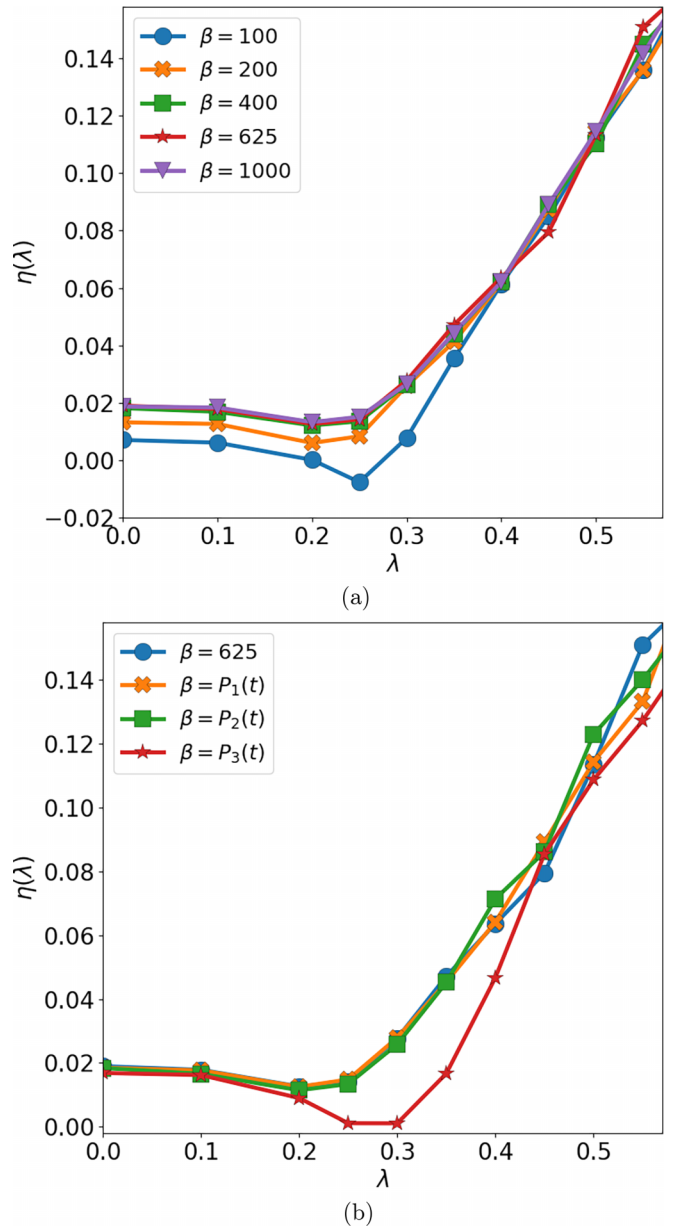 0.14
0.12
0.10
0.08
0.06
0.04
0.02
0.00
−0.02
η(λ)
β = 100
β = 200
β = 400
β = 625
β = 1000
0.0 0.1 0.2 0.3 0.4 0.5
λ
(a)
0.14
0.12
0.10
0.08
0.06
0.04
0.02
0.00
η(λ)
β = 625
β = P₁(t)
β = P₂(t)
β = P₃(t)
0.0 0.1 0.2 0.3 0.4 0.5
λ
(b)